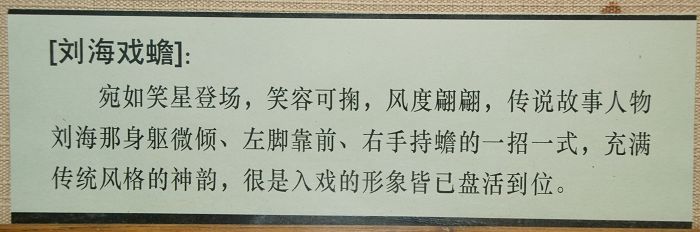 [刘海戏蟾]:
宛如笑星登场，笑容可掬，风度翩翩，传说故事人物
刘海那身躯微倾、左脚靠前、右手持蟾的一招一式，充满
传统风格的神韵，很是入戏的形象皆已盘活到位。